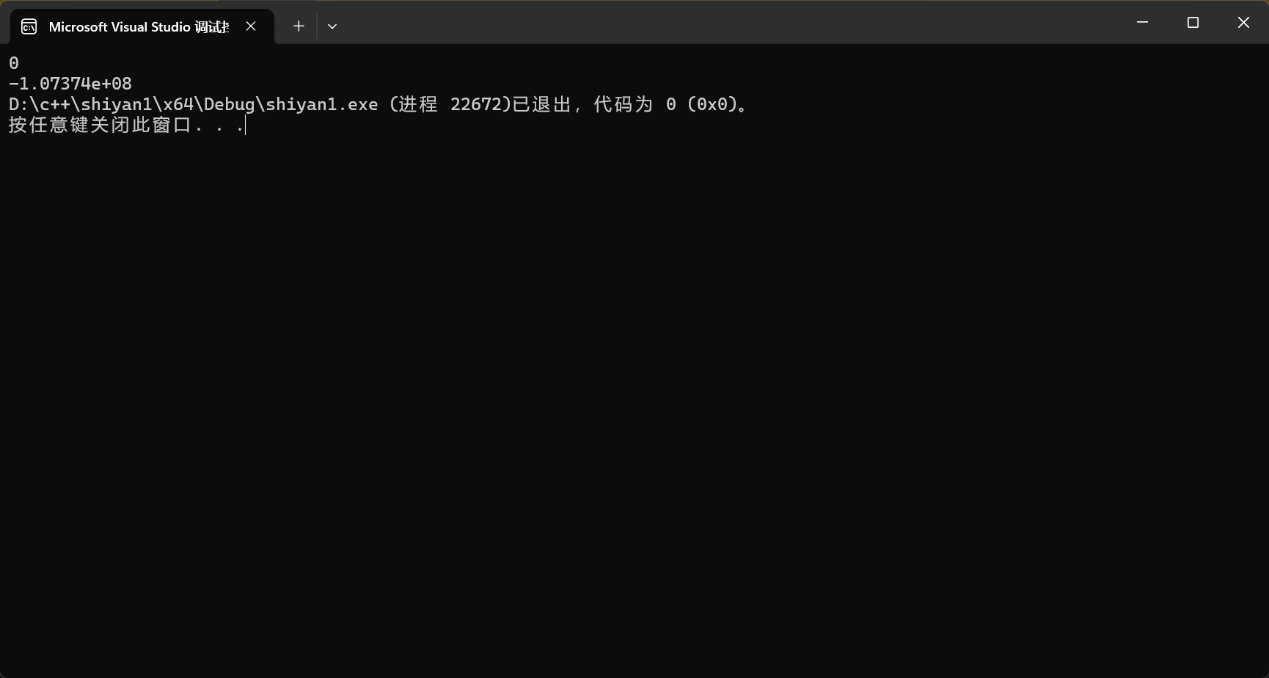 Microsoft Visual Studio 调试控
0
-1.07374e+08
D:\c++\shiyan1\x64\Debug\shiyan1.exe (进程 22672)已退出，代码为 0 (0x0)。
按任意键关闭此窗口. . .